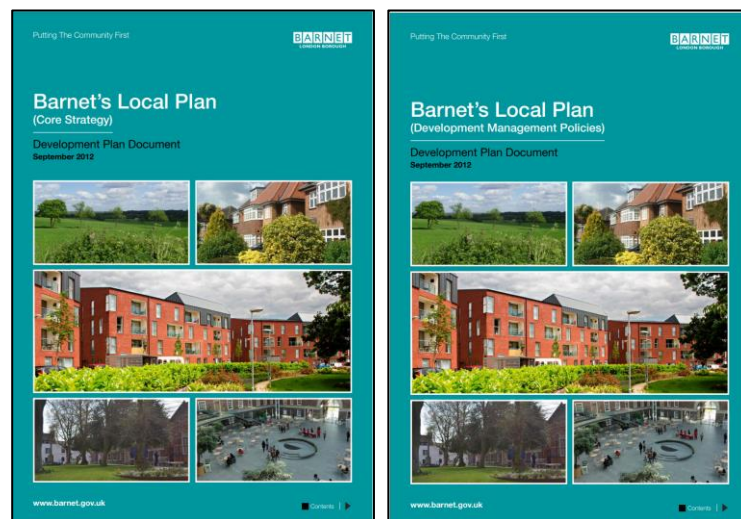 Putting The Community First
BARNET
LONDON BOROUGH
Barnet's Local Plan
(Core Strategy)
Development Plan Document
September 2012
www.barnet.gov.uk
Contents
Putting The Community First
BARNET
LONDON BOROUGH
Barnet's Local Plan
(Development Management Policies)
Development Plan Document
September 2012
www.barnet.gov.uk
Contents